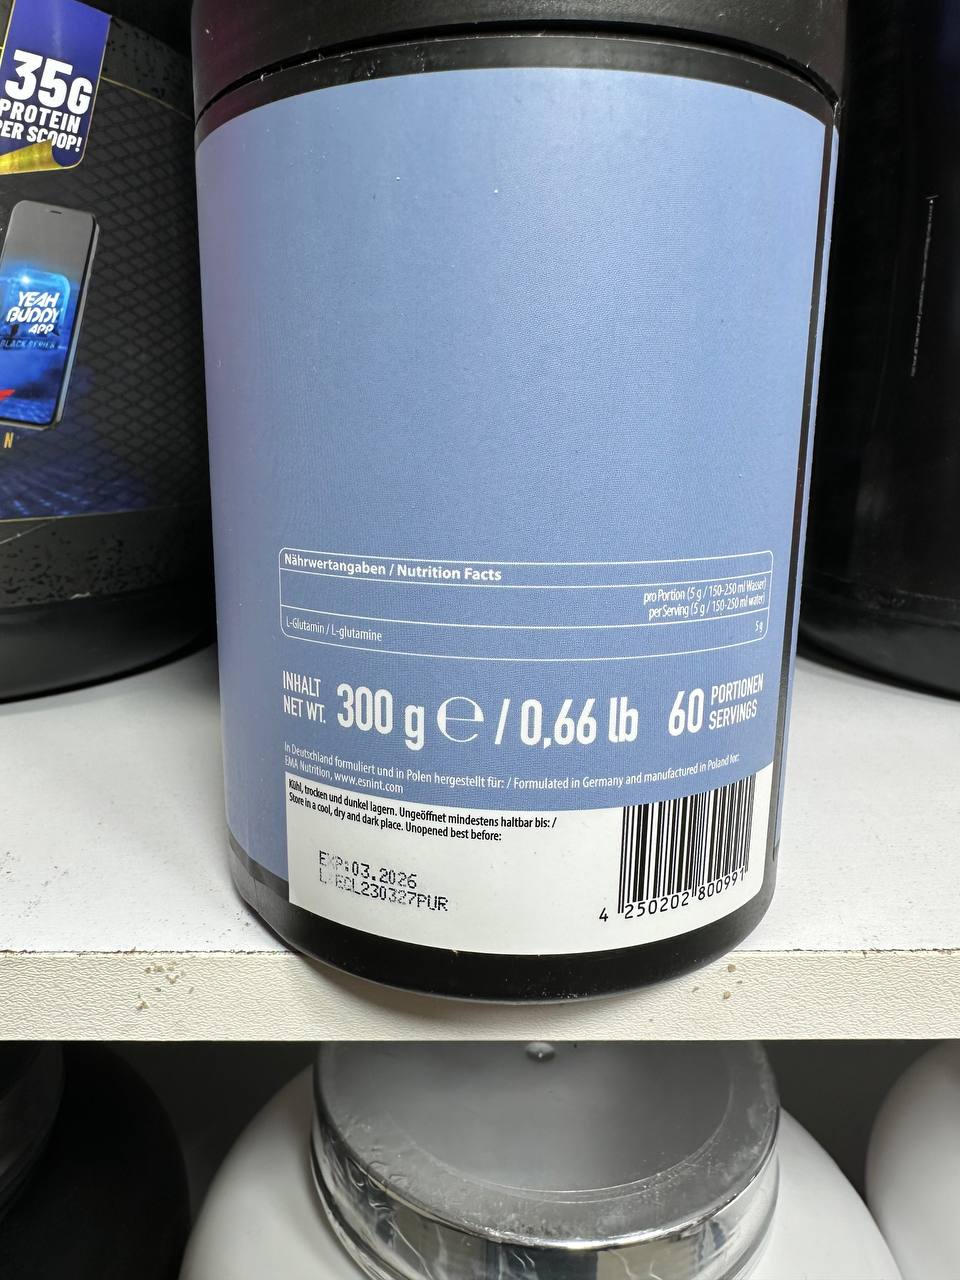 35G
PROTEIN
PER SCOOP!
YEAH
BUDDY
APP
BLACK SERIES
N
Nährwertangaben / Nutrition Facts
pro Portion (5 g / 150-250 ml Wasser)
per Serving (5 g / 150-250 ml water)
L-Glutamin / L-glutamine 5 g
INHALT
NET WT. 300 g ℮ / 0,66 lb 60 PORTIONEN
SERVINGS
In Deutschland formuliert und in Polen hergestellt für: / Formulated in Germany and manufactured in Poland for:
EMA Nutrition, www.esnint.com
Kühl, trocken und dunkel lagern. Ungeöffnet mindestens haltbar bis: /
Store in a cool, dry and dark place. Unopened best before:
EXP:03.2026
L:ECL230327PUR
4 250202 800991